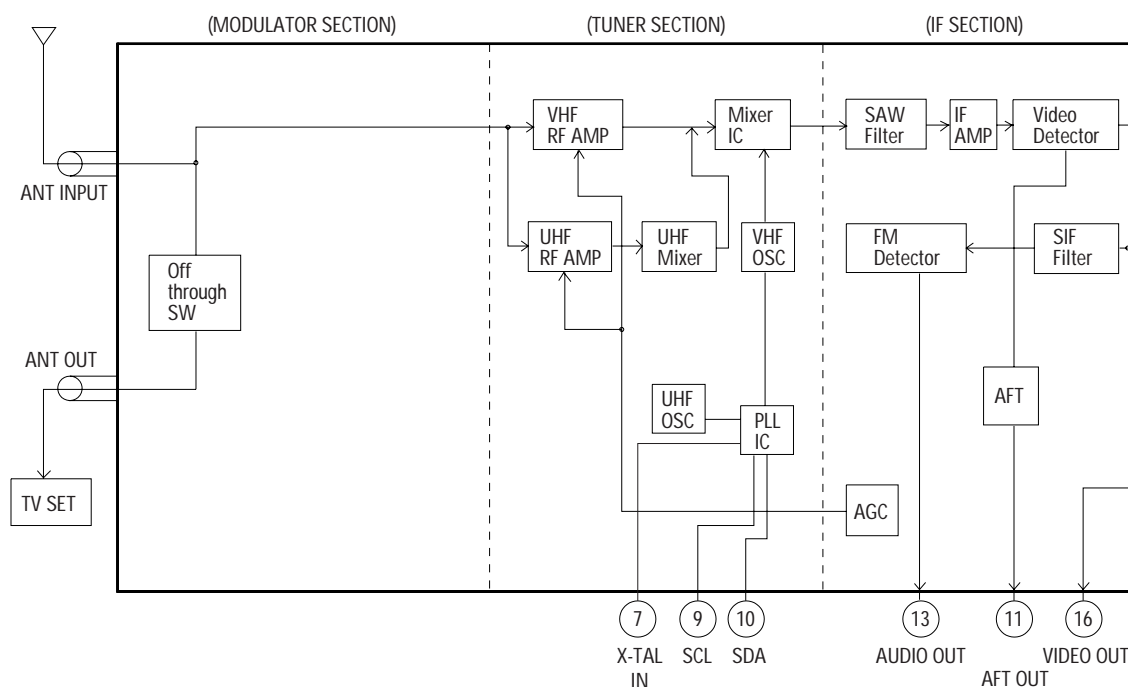 (MODULATOR SECTION)
(TUNER SECTION)
(IF SECTION)
VHF
RF AMP
Mixer
IC
SAW
Filter
IF
AMP
Video
Detector
ANT INPUT
UHF
RF AMP
UHF
Mixer
VHF
OSC
FM
Detector
SIF
Filter
Off
through
SW
ANT OUT
UHF
OSC
PLL
IC
AFT
TV SET
AGC
7
9
10
13
11
16
X-TAL
IN
SCL
SDA
AUDIO OUT
AFT OUT
VIDEO OUT